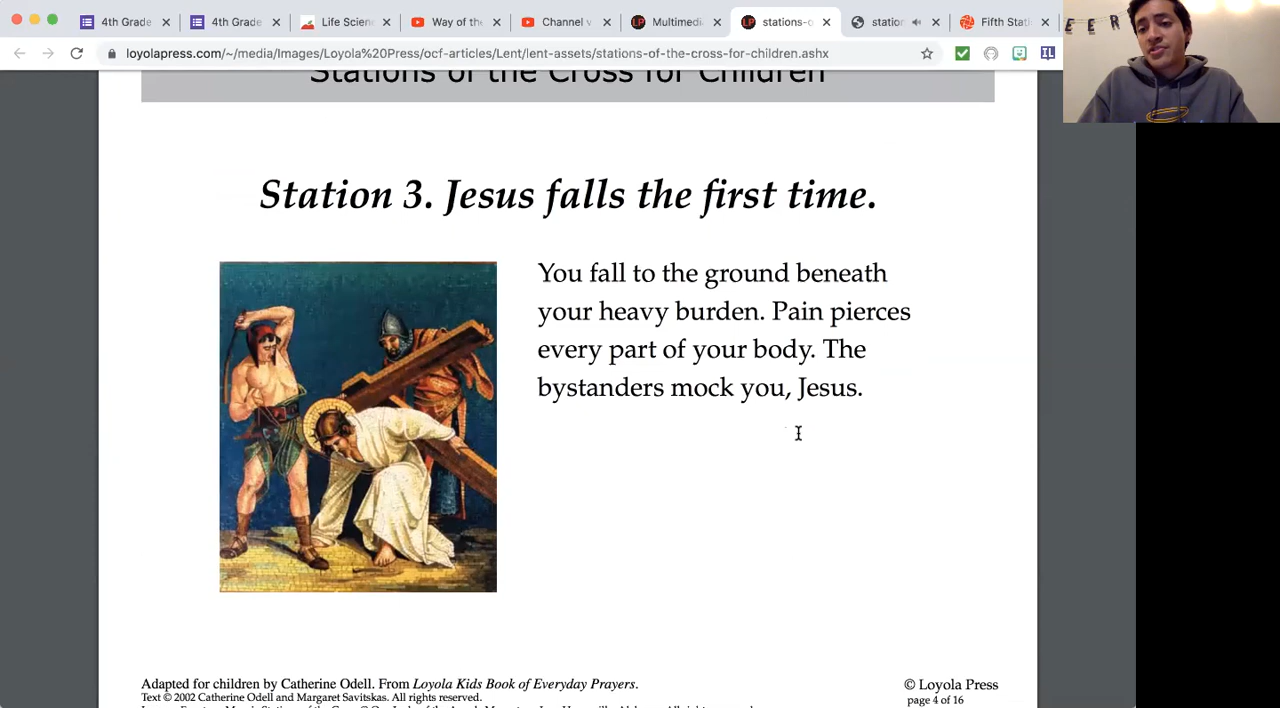 4th Grade
4th Grade
Life Scien
Way of the
Channel v
Multimedi
stations-o
station
Fifth Stati
loyolapress.com/~/media/Images/Loyola%20Press/ocf-articles/Lent/lent-assets/stations-of-the-cross-for-children.ashx
Stations of the Cross for Children
Station 3. Jesus falls the first time.
You fall to the ground beneath
your heavy burden. Pain pierces
every part of your body. The
bystanders mock you, Jesus.
Adapted for children by Catherine Odell. From Loyola Kids Book of Everyday Prayers.
Text © 2002 Catherine Odell and Margaret Savitskas. All rights reserved.
© Loyola Press
page 4 of 16